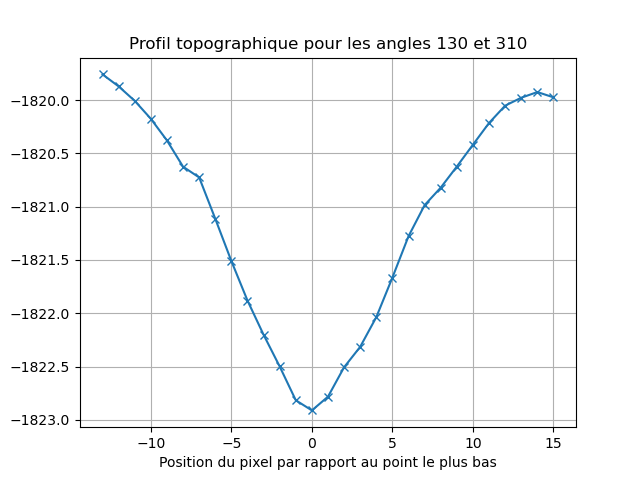 Profil topographique pour les angles 130 et 310
−1820.0
−1820.5
−1821.0
−1821.5
−1822.0
−1822.5
−1823.0
−10 −5 0 5 10 15
Position du pixel par rapport au point le plus bas